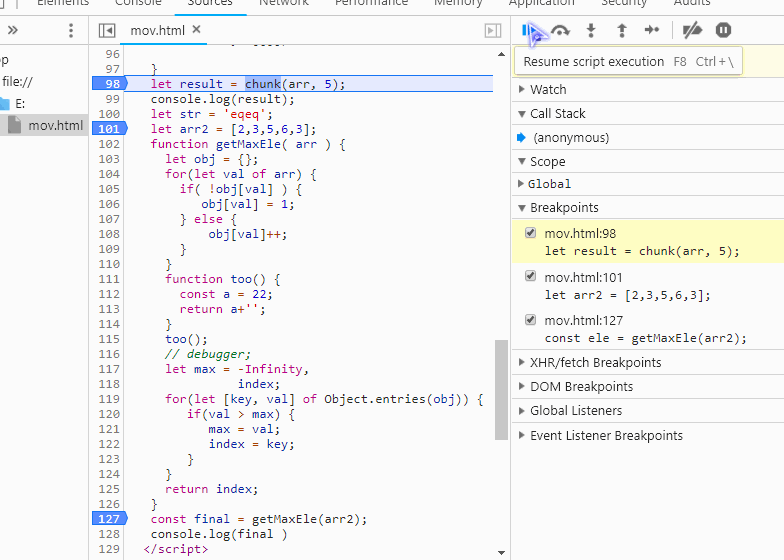 Console
Sources
Network
Performance
Memory
Application
Security
Audits
»
mov.html ×
op
file://
E:
mov.html
96
97 }
98 let result = chunk(arr, 5);
99 console.log(result);
100 let str = 'eqeq';
101 let arr2 = [2,3,5,6,3];
102 function getMaxEle( arr ) {
103 let obj = {};
104 for(let val of arr) {
105 if( !obj[val] ) {
106 obj[val] = 1;
107 } else {
108 obj[val]++;
109 }
110 }
111 function too() {
112 const a = 22;
113 return a+'';
114 }
115 too();
116 // debugger;
117 let max = -Infinity,
118 index;
119 for(let [key, val] of Object.entries(obj)) {
120 if(val > max) {
121 max = val;
122 index = key;
123 }
124 }
125 return index;
126 }
127 const final = getMaxEle(arr2);
128 console.log(final )
129 </script>
Resume script execution F8 Ctrl+\
Watch
Call Stack
(anonymous)
Scope
Global
Breakpoints
mov.html:98
let result = chunk(arr, 5);
mov.html:101
let arr2 = [2,3,5,6,3];
mov.html:127
const ele = getMaxEle(arr2);
XHR/fetch Breakpoints
DOM Breakpoints
Global Listeners
Event Listener Breakpoints